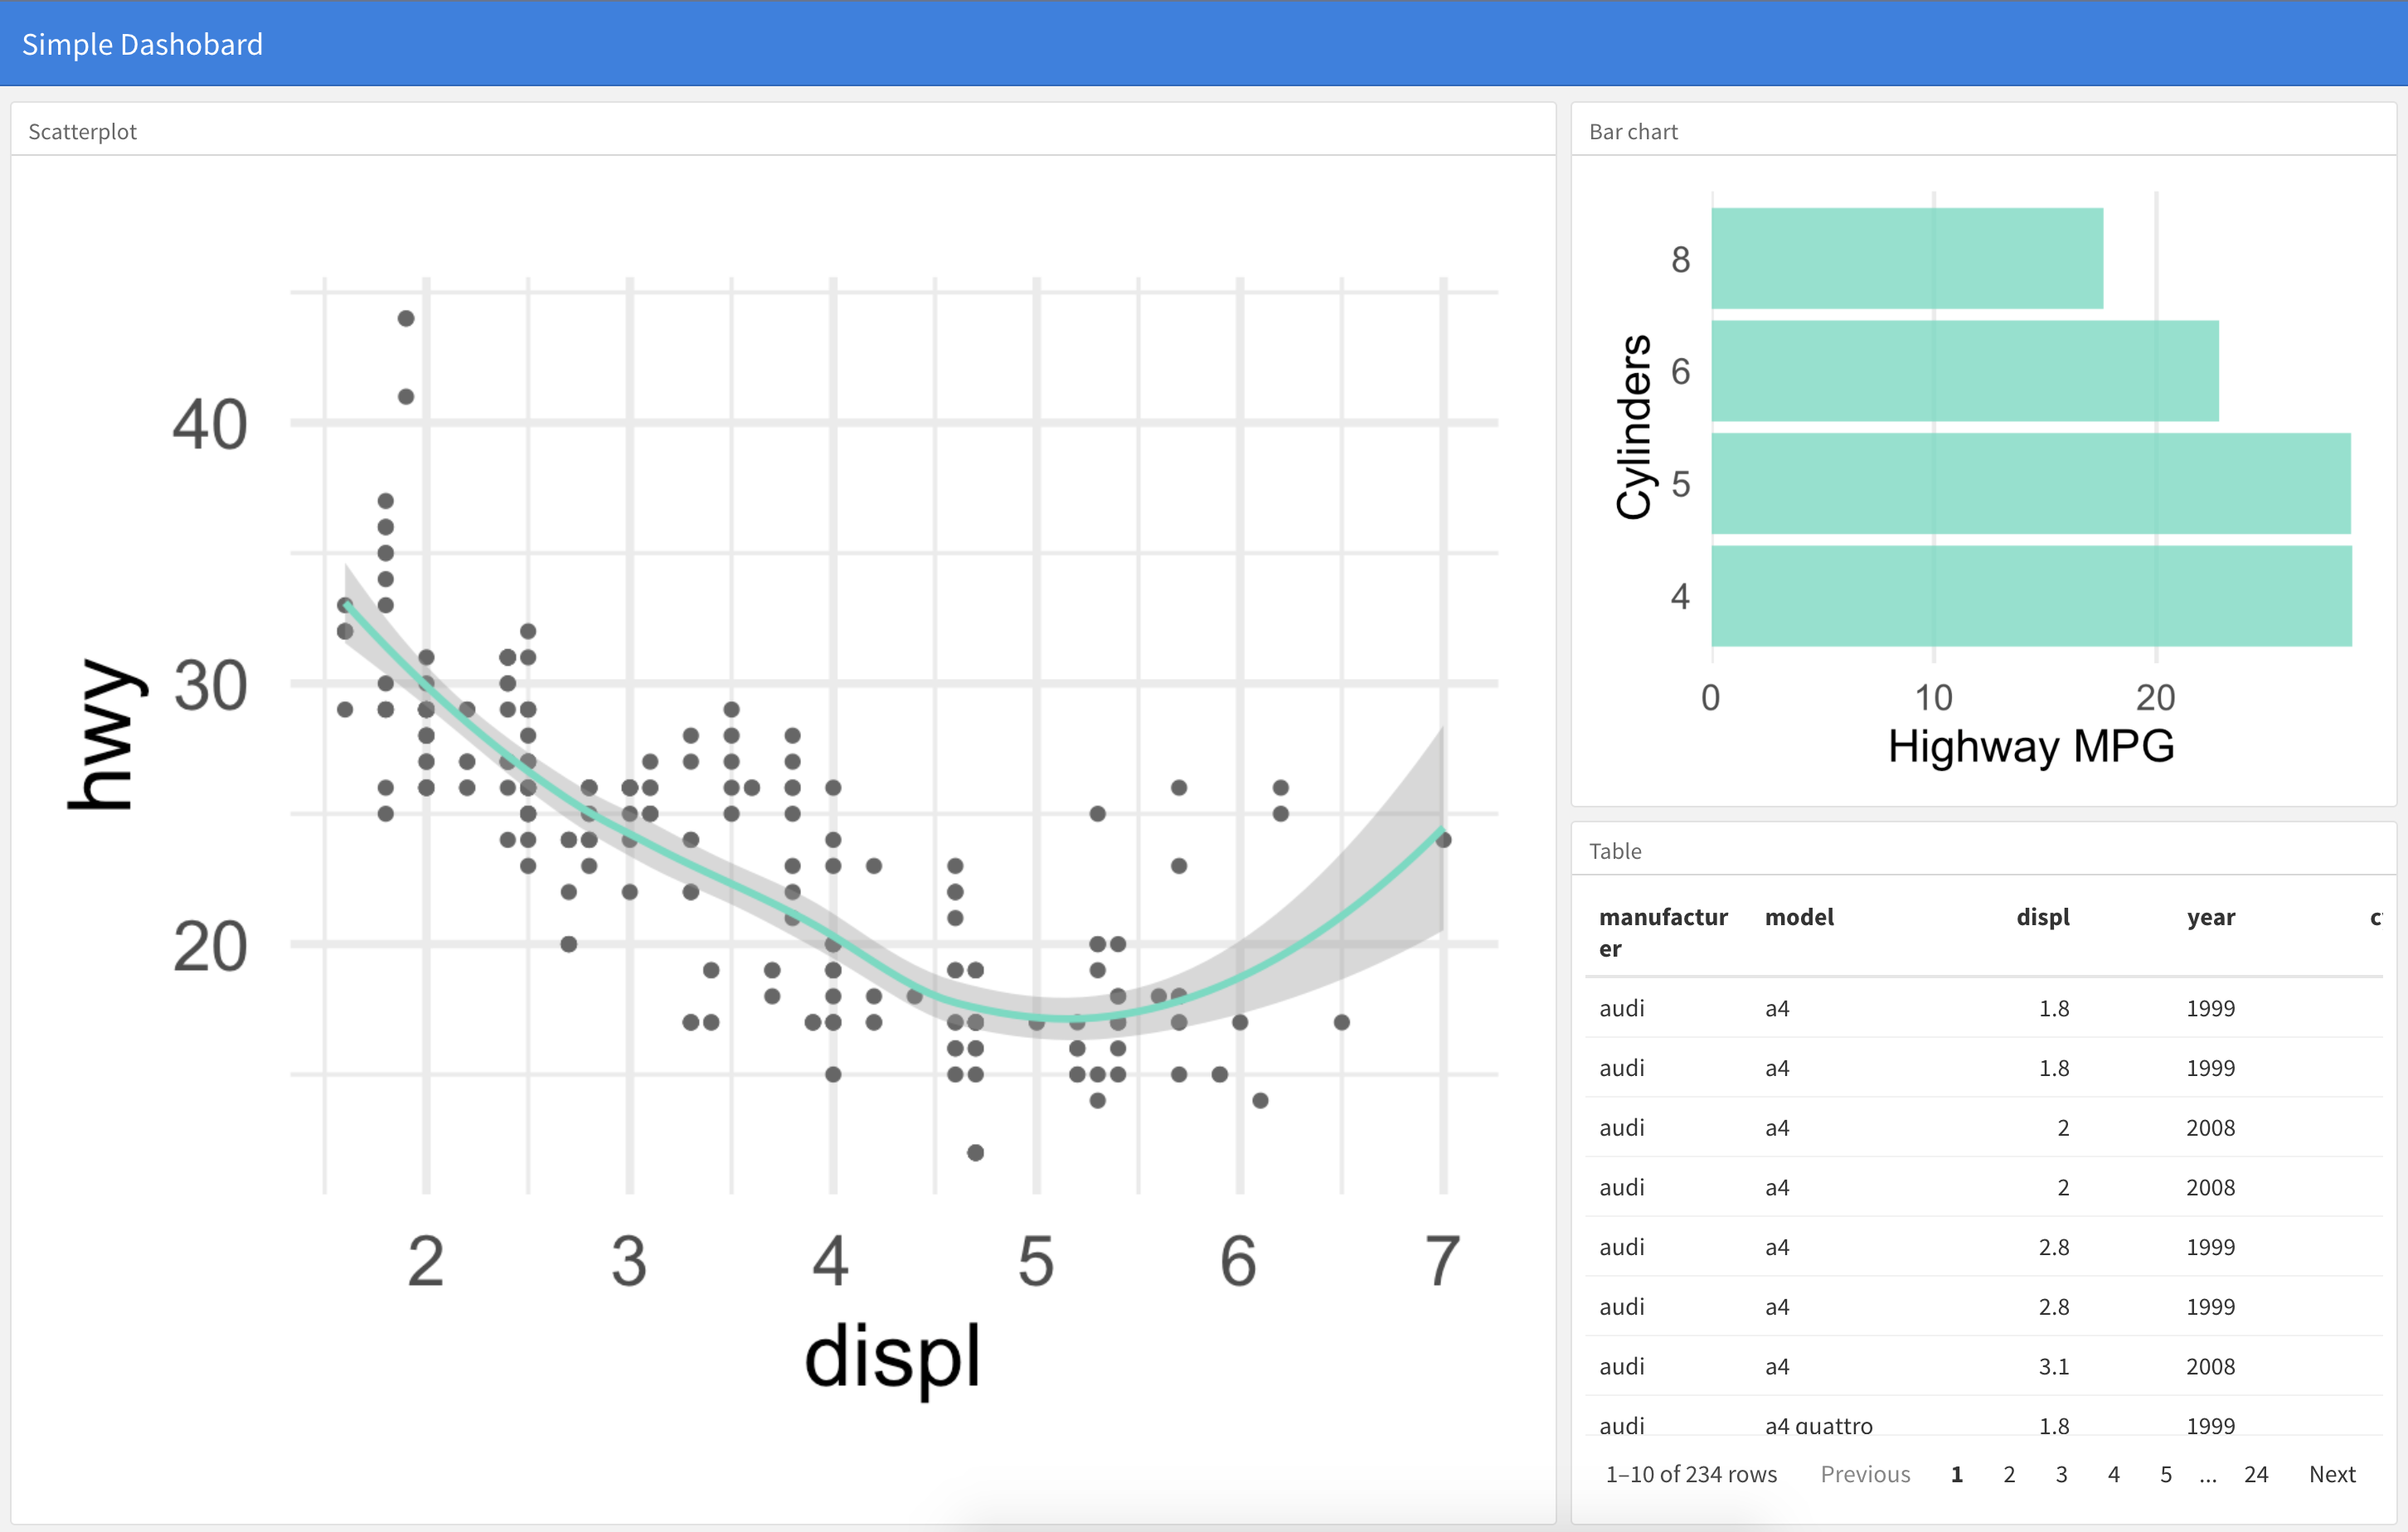 Simple Dashobard
Scatterplot
40
30
20
hwy
2 3 4 5 6 7
displ
Bar chart
8
6
5
4
Cylinders
0 10 20
Highway MPG
Table
manufactur model displ year c
er
audi a4 1.8 1999
audi a4 1.8 1999
audi a4 2 2008
audi a4 2 2008
audi a4 2.8 1999
audi a4 2.8 1999
audi a4 3.1 2008
audi a4 quattro 1.8 1999
1–10 of 234 rows Previous 1 2 3 4 5 ... 24 Next